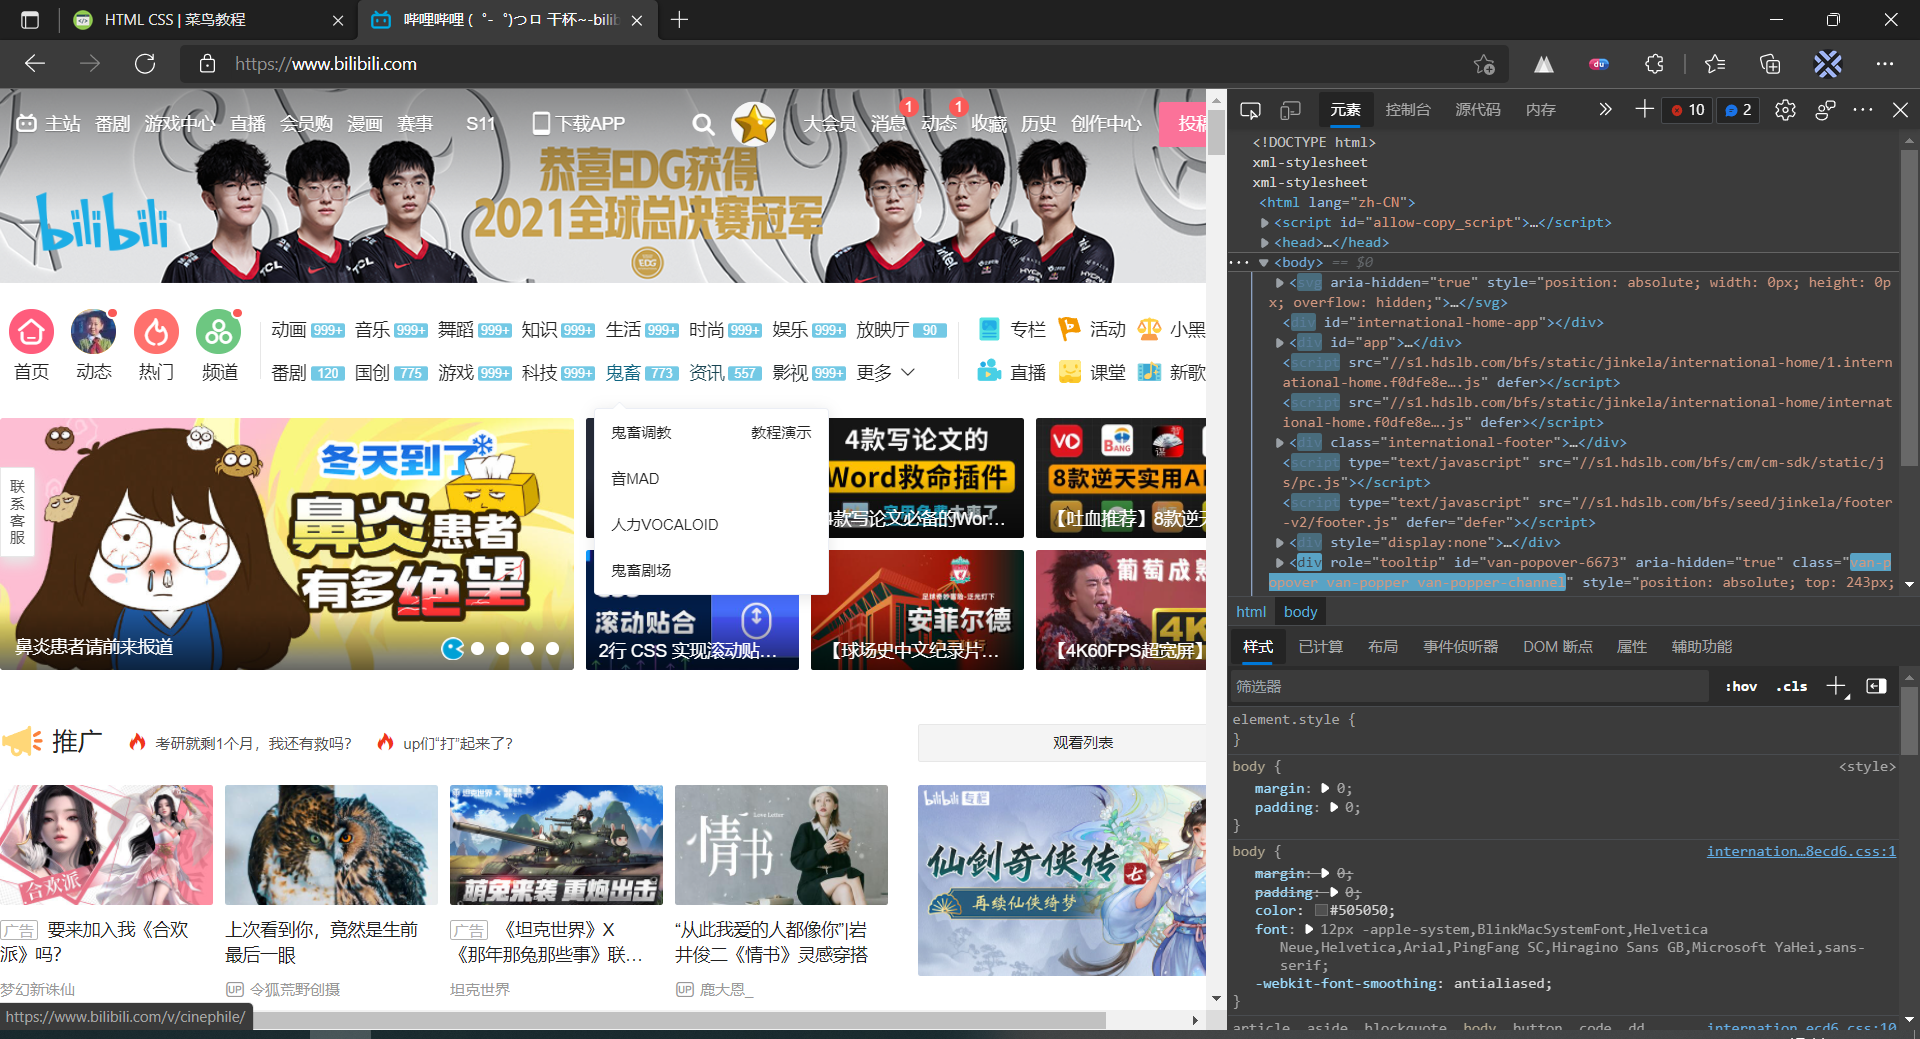 HTML CSS | 菜鸟教程
哔哩哔哩 (゜-゜)つロ 干杯~-bilib
https://www.bilibili.com
主站 番剧 游戏中心 直播 会员购 漫画 赛事 S11 下载APP 大会员 消息 1 动态 1 收藏 历史 创作中心 投稿
恭喜EDG获得
2021全球总决赛冠军
bilibili
EDG
TCL
首页 动态 热门 频道
动画 999+ 音乐 999+ 舞蹈 999+ 知识 999+ 生活 999+ 时尚 999+ 娱乐 999+ 放映厅 90
番剧 120 国创 775 游戏 999+ 科技 999+ 鬼畜 773 资讯 557 影视 999+ 更多
专栏 活动 小黑
直播 课堂 新歌
联系客服
冬天到了
鼻炎患者
有多绝望
鼻炎患者请前来报道
鬼畜调教 教程演示
音MAD
人力VOCALOID
鬼畜剧场
4款写论文的
Word救命插件
4款写论文必备的Wor...
VO BANG
8款逆天实用AP
【吐血推荐】8款逆天
滚动贴合
2行 CSS 实现滚动贴...
安菲尔德
【球场史中文纪录片...
葡萄成熟
4K
【4K60FPS超宽屏】
推广 考研就剩1个月，我还有救吗? up们“打”起来了?
观看列表
合欢派
坦克世界
萌兔来袭 重炮出击
Love Letter
情书
bilibili 专栏
仙剑奇侠传七
再续仙侠绮梦
广告 要来加入我《合欢派》吗?
梦幻新诛仙
上次看到你，竟然是生前最后一眼
UP 令狐荒野创摄
广告 《坦克世界》X《那年那兔那些事》联...
坦克世界
“从此我爱的人都像你”|岩井俊二《情书》灵感穿搭
UP 鹿大恩_
https://www.bilibili.com/v/cinephile/
元素 控制台 源代码 内存 10 2
<!DOCTYPE html>
xml-stylesheet
xml-stylesheet
<html lang="zh-CN">
<script id="allow-copy_script">…</script>
<head>…</head>
<body> == $0
<svg aria-hidden="true" style="position: absolute; width: 0px; height: 0p
x; overflow: hidden;">…</svg>
<div id="international-home-app"></div>
<div id="app">…</div>
<script src="//s1.hdslb.com/bfs/static/jinkela/international-home/1.intern
ational-home.f0dfe8e….js" defer></script>
<script src="//s1.hdslb.com/bfs/static/jinkela/international-home/internat
ional-home.f0dfe8e….js" defer></script>
<div class="international-footer">…</div>
<script type="text/javascript" src="//s1.hdslb.com/bfs/cm/cm-sdk/static/j
s/pc.js"></script>
<script type="text/javascript" src="//s1.hdslb.com/bfs/seed/jinkela/footer
-v2/footer.js" defer="defer"></script>
<div style="display:none">…</div>
<div role="tooltip" id="van-popover-6673" aria-hidden="true" class="van-p
opover van-popper van-popper-channel" style="position: absolute; top: 243px;
html body
样式 已计算 布局 事件侦听器 DOM 断点 属性 辅助功能
筛选器 :hov .cls
element.style {
}
body { <style>
margin: 0;
padding: 0;
}
body { internation…8ecd6.css:1
margin: 0;
padding: 0;
color: #505050;
font: 12px -apple-system,BlinkMacSystemFont,Helvetica
Neue,Helvetica,Arial,PingFang SC,Hiragino Sans GB,Microsoft YaHei,sans-
serif;
-webkit-font-smoothing: antialiased;
}
article, aside, blockquote, body, button, code, dd, internation…ecd6.css:10